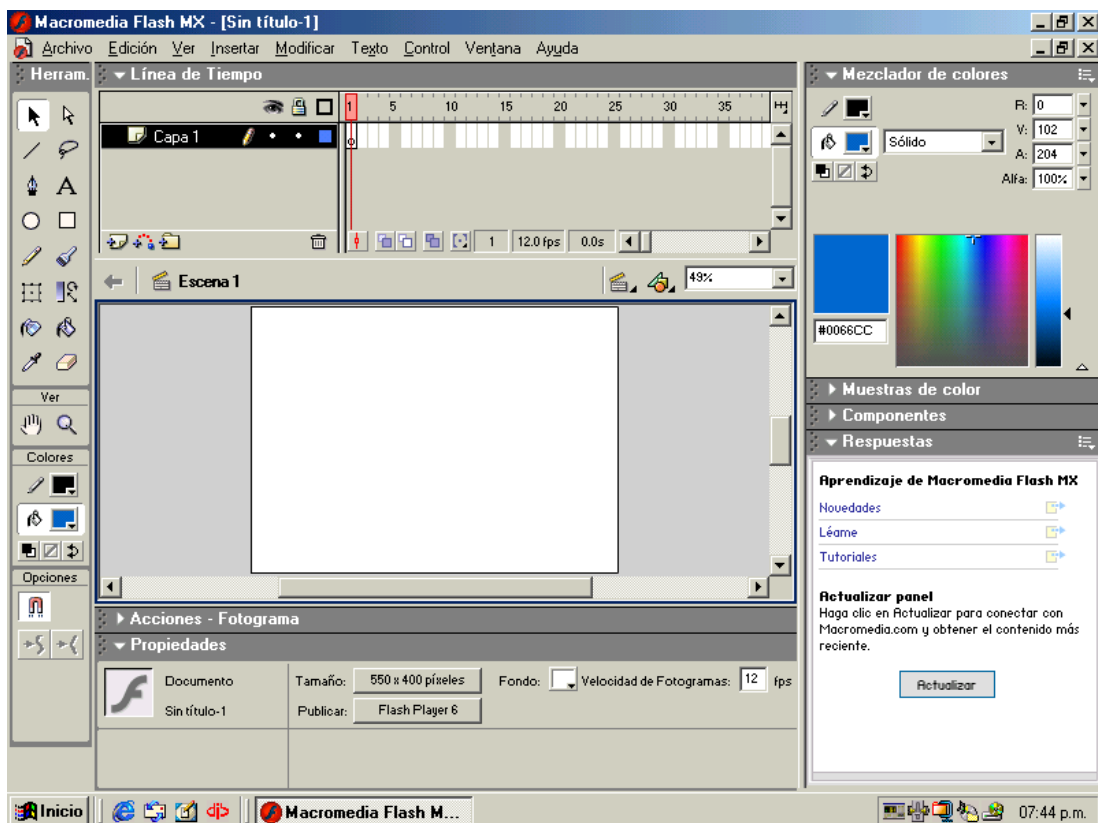 Macromedia Flash MX - [Sin título-1]
Archivo Edición Ver Insertar Modificar Texto Control Ventana Ayuda
Herram.
Línea de Tiempo
1 5 10 15 20 25 30 35
Capa 1
1 12.0 fps 0.0s
Escena 1
49%
Ver
Colores
Opciones
Acciones - Fotograma
Propiedades
Documento
Sin título-1
Tamaño: 550 x 400 píxeles
Publicar: Flash Player 6
Fondo: Velocidad de Fotogramas: 12 fps
Mezclador de colores
R: 0
Sólido
V: 102
A: 204
Alfa: 100%
#0066CC
Muestras de color
Componentes
Respuestas
Aprendizaje de Macromedia Flash MX
Novedades
Léame
Tutoriales
Actualizar panel
Haga clic en Actualizar para conectar con
Macromedia.com y obtener el contenido más
reciente.
Actualizar
Inicio
Macromedia Flash M...
07:44 p.m.